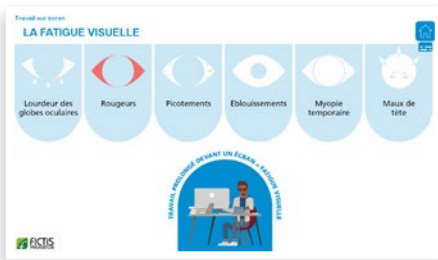 Travail sur écran
LA FATIGUE VISUELLE
Lourdeur des
globes oculaires
Rougeurs
Picotements
Eblouissements
Myopie
temporaire
Maux de
tête
TRAVAIL PROLONGÉ DEVANT UN ÉCRAN = FATIGUE VISUELLE
FICTIS